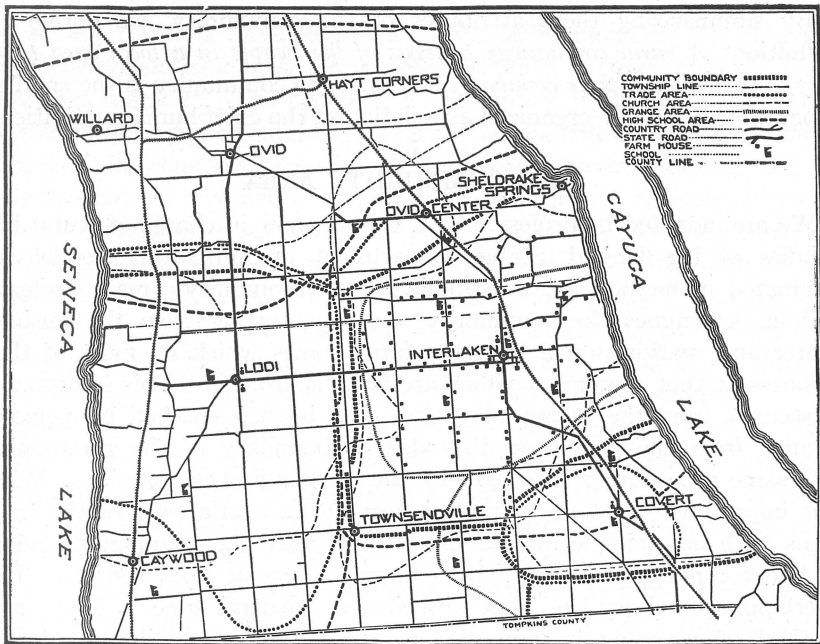 HAYT CORNERS
WILLARD
OVID
SHELDRAKE
SPRINGS
OVID CENTER
COMMUNITY BOUNDARY
TOWNSHIP LINE
TRADE AREA
CHURCH AREA
GRANGE AREA
HIGH SCHOOL AREA
COUNTRY ROAD
STATE ROAD
FARM HOUSE
SCHOOL
COUNTY LINE
SENECA
LAKE
CAYUGA
LAKE
INTERLAKEN
LODI
COVERT
TOWNSENDVILLE
CAYWOOD
TOMPKINS COUNTY